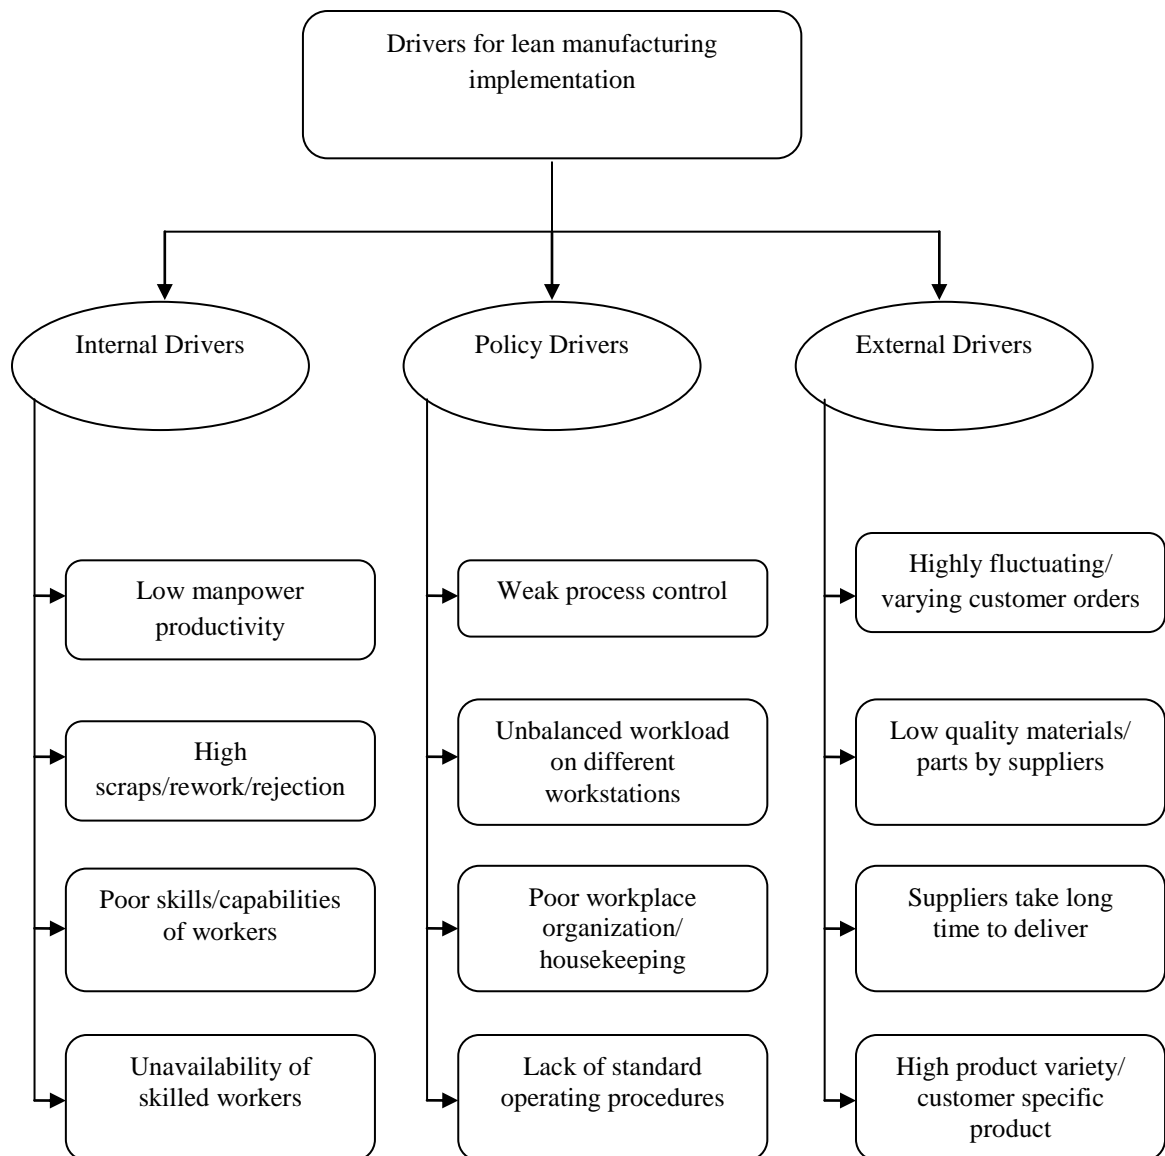 Drivers for lean manufacturing
implementation
Internal Drivers
Policy Drivers
External Drivers
Low manpower
productivity
High
scraps/rework/rejection
Poor skills/capabilities
of workers
Unavailability of
skilled workers
Weak process control
Unbalanced workload
on different
workstations
Poor workplace
organization/
housekeeping
Lack of standard
operating procedures
Highly fluctuating/
varying customer orders
Low quality materials/
parts by suppliers
Suppliers take long
time to deliver
High product variety/
customer specific
product